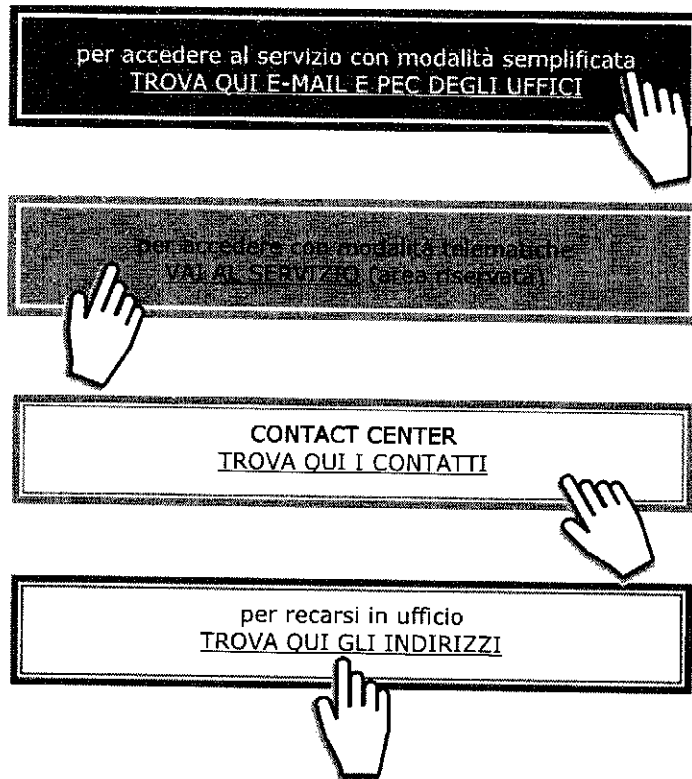 per accedere al servizio con modalità semplificata
TROVA QUI E-MAIL E PEC DEGLI UFFICI
per accedere con modalità telematiche
VAI AL SERVIZIO (area riservata)
CONTACT CENTER
TROVA QUI I CONTATTI
per recarsi in ufficio
TROVA QUI GLI INDIRIZZI